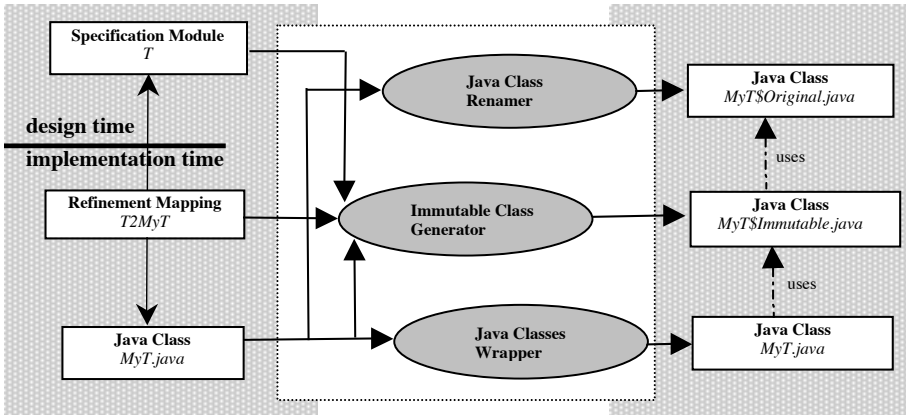 Specification Module
T
design time
implementation time
Refinement Mapping
T2MyT
Java Class
MyT.java
Java Class
Renamer
Immutable Class
Generator
Java Classes
Wrapper
Java Class
MyT$Original.java
uses
Java Class
MyT$Immutable.java
uses
Java Class
MyT.java